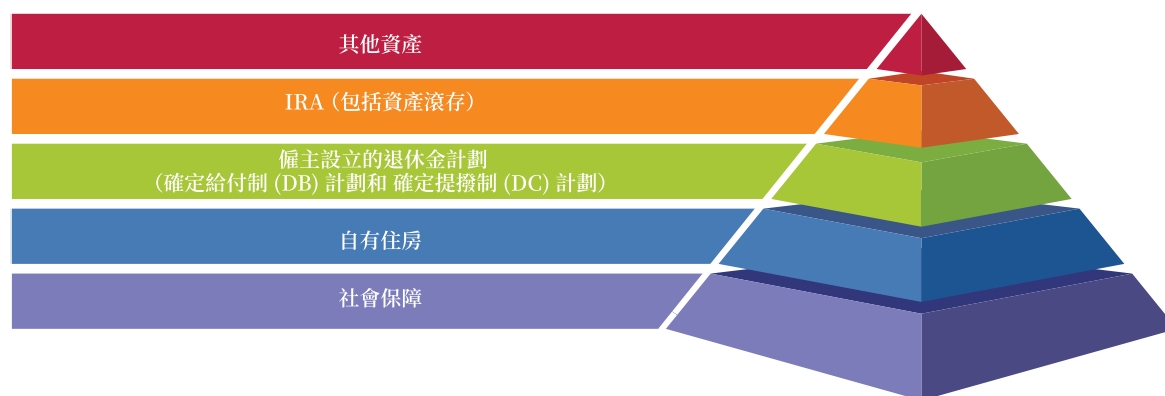 其他資產
IRA（包括資產滾存）
僱主設立的退休金計劃
（確定給付制 (DB) 計劃和 確定提撥制 (DC) 計劃）
自有住房
社會保障